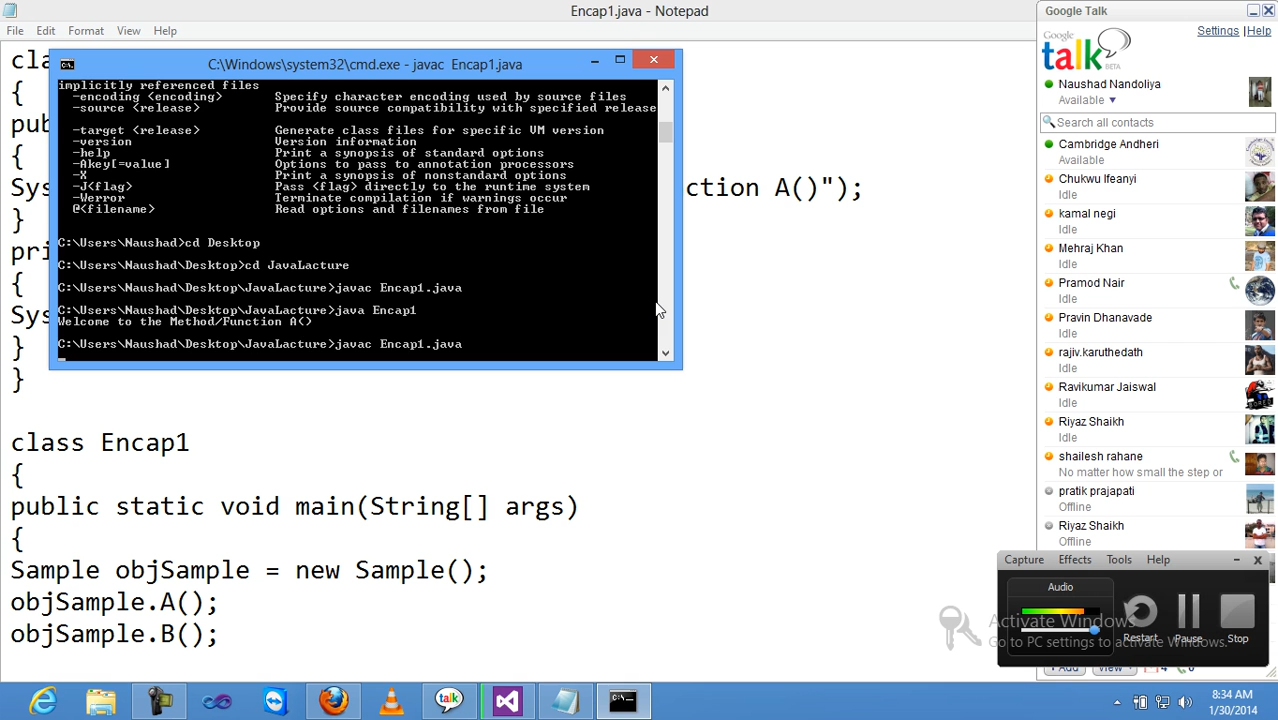 Encap1.java - Notepad
File Edit Format View Help
C:\Windows\system32\cmd.exe - javac  Encap1.java
implicitly referenced files
-encoding <encoding> Specify character encoding used by source files
-source <release> Provide source compatibility with specified release
-target <release> Generate class files for specific VM version
-version Version information
-help Print a synopsis of standard options
-Akey[=value] Options to pass to annotation processors
-X Print a synopsis of nonstandard options
-J<flag> Pass <flag> directly to the runtime system
-Werror Terminate compilation if warnings occur
@<filename> Read options and filenames from file
C:\Users\Naushad>cd Desktop
C:\Users\Naushad\Desktop>cd JavaLacture
C:\Users\Naushad\Desktop\JavaLacture>javac Encap1.java
C:\Users\Naushad\Desktop\JavaLacture>java Encap1
Welcome to the Method/Function A()
C:\Users\Naushad\Desktop\JavaLacture>javac Encap1.java
{
{
ction A()");
}
{
}
}
class Encap1
{
public static void main(String[] args)
{
Sample objSample = new Sample();
objSample.A();
objSample.B();
Google Talk
Settings | Help
Google
talk
BETA
Naushad Nandoliya
Available
Search all contacts
Cambridge Andheri
Available
Chukwu Ifeanyi
Idle
kamal negi
Idle
Mehraj Khan
Idle
Pramod Nair
Idle
Pravin Dhanavade
Idle
rajiv.karuthedath
Idle
Ravikumar Jaiswal
Idle
Riyaz Shaikh
Idle
shailesh rahane
No matter how small the step or
pratik prajapati
Offline
Riyaz Shaikh
Offline
Capture Effects Tools Help
Audio
Restart Pause Stop
Activate Windows
Go to PC settings to activate Windows.
talk
8:34 AM
1/30/2014